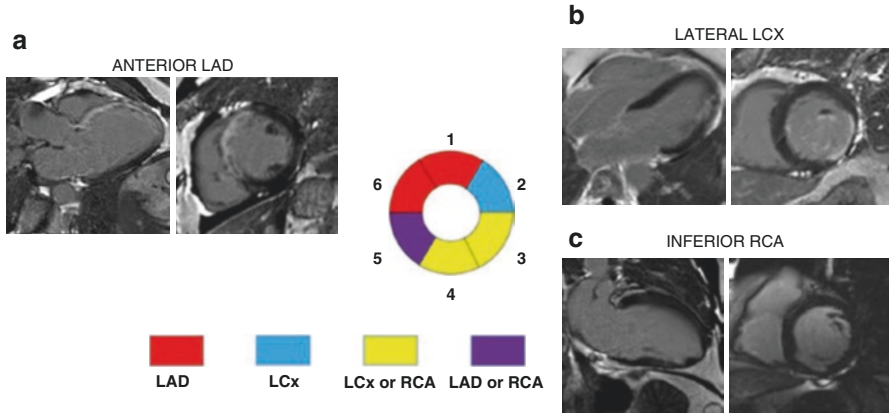 a
ANTERIOR LAD
b
LATERAL LCX
1
2
3
4
5
6
c
INFERIOR RCA
LAD
LCx
LCx or RCA
LAD or RCA